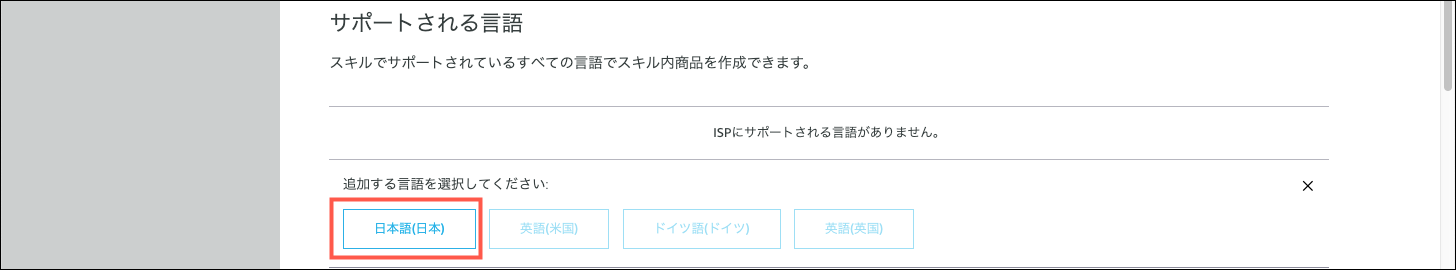 サポートされる言語
スキルでサポートされているすべての言語でスキル内商品を作成できます。
ISPにサポートされる言語がありません。
追加する言語を選択してください:
日本語(日本) 英語(米国) ドイツ語(ドイツ) 英語(英国)